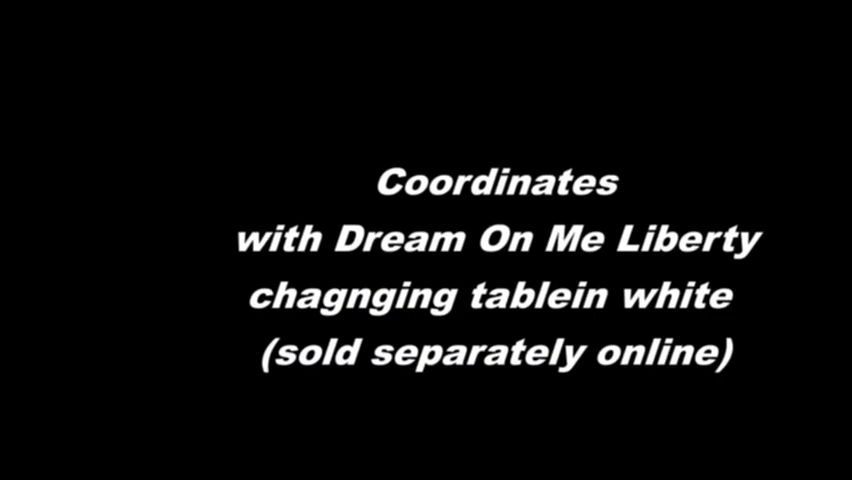 Coordinates
with Dream On Me Liberty
chagnging tablein white
(sold separately online)